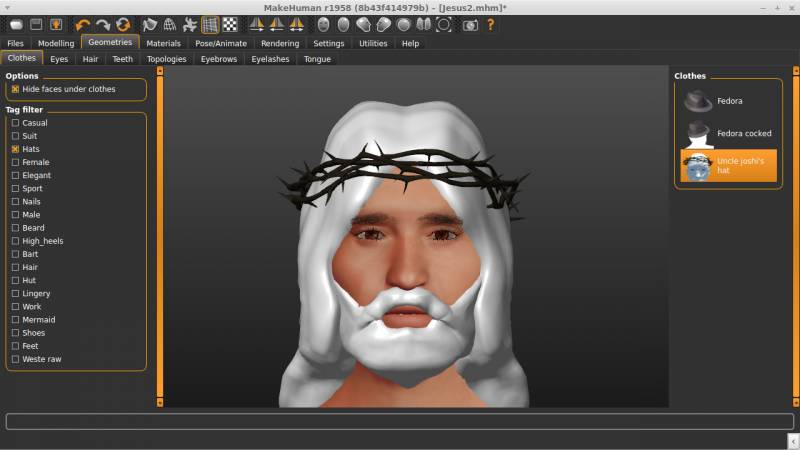 MakeHuman r1958 (8b43f414979b) - [Jesus2.mhm]*
Files Modelling Geometries Materials Pose/Animate Rendering Settings Utilities Help
Clothes Eyes Hair Teeth Topologies Eyebrows Eyelashes Tongue
Options
Hide faces under clothes
Tag filter
Casual
Suit
Hats
Female
Elegant
Sport
Nails
Male
Beard
High_heels
Bart
Hair
Hut
Lingery
Work
Mermaid
Shoes
Feet
Weste raw
Clothes
Fedora
Fedora cocked
Uncle joshi's
hat